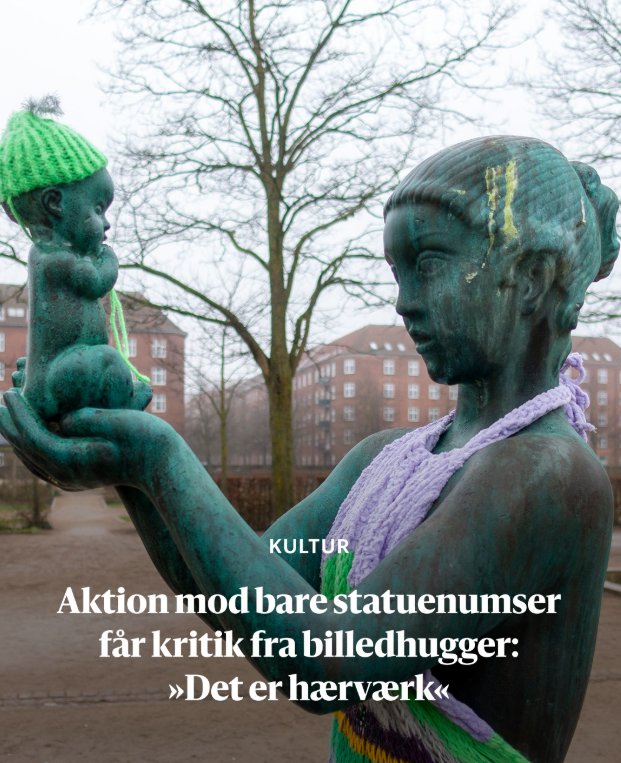 KULTUR
Aktion mod bare statuenumser
får kritik fra billedhugger:
»Det er hærværk«